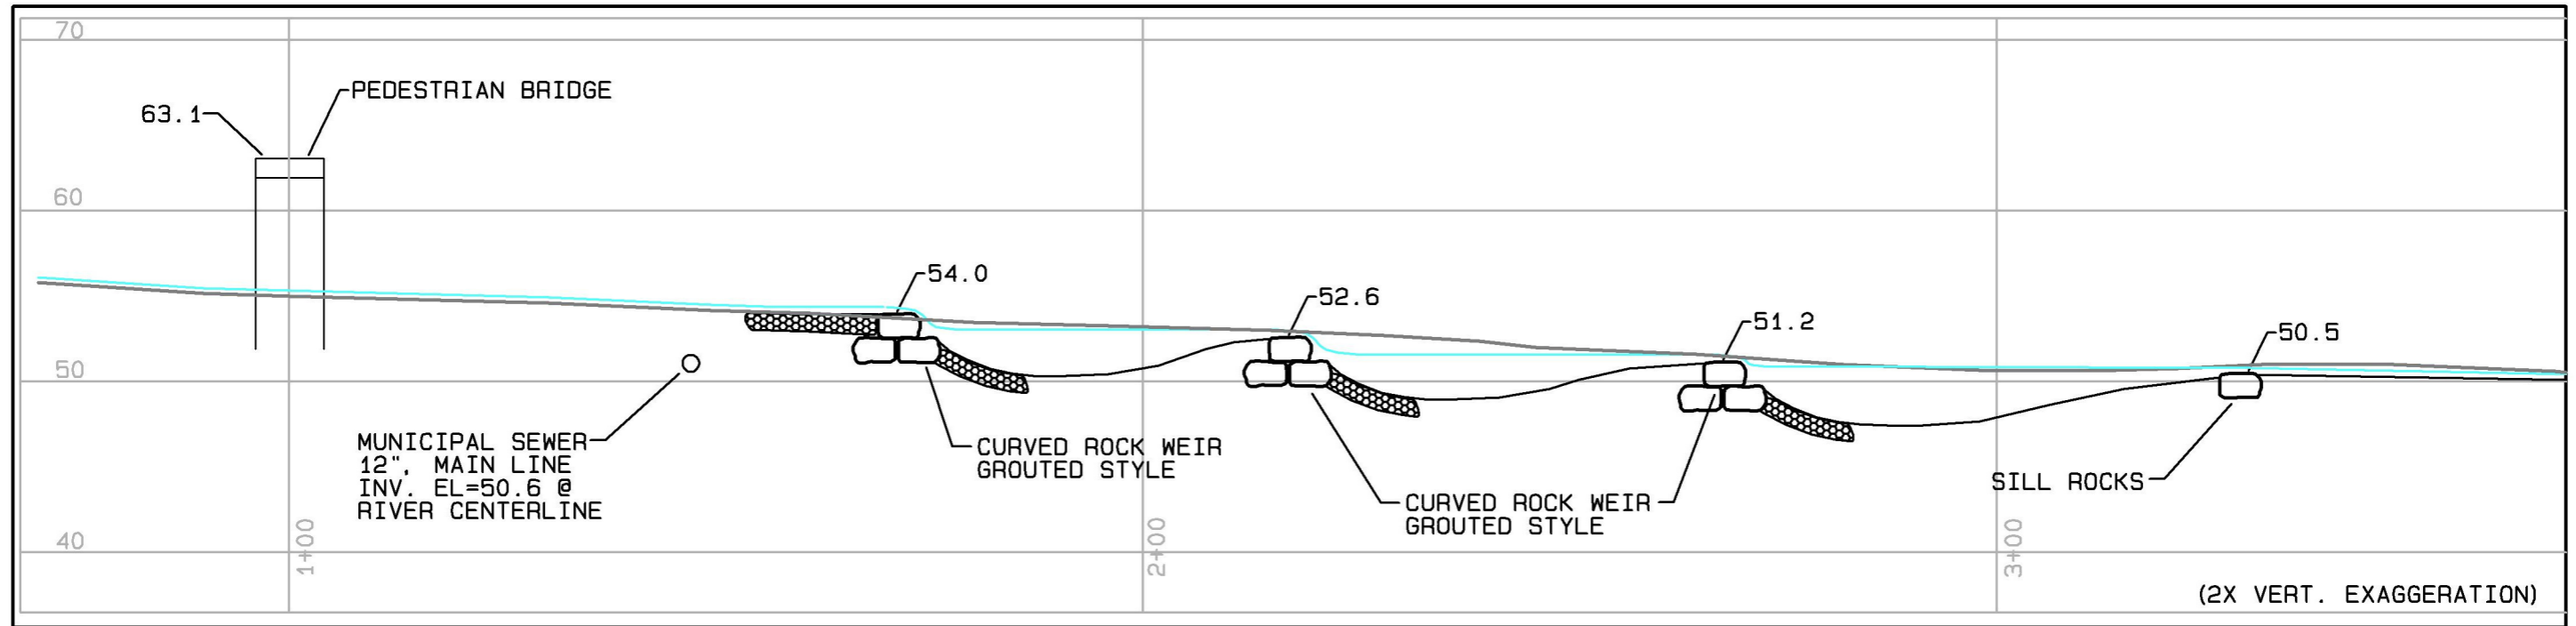 70
PEDESTRIAN BRIDGE
63.1
60
54.0
52.6
51.2
50.5
50
MUNICIPAL SEWER
12", MAIN LINE
INV. EL=50.6 @
RIVER CENTERLINE
CURVED ROCK WEIR
GROUTED STYLE
CURVED ROCK WEIR
GROUTED STYLE
SILL ROCKS
40
1+00
2+00
3+00
(2X VERT. EXAGGERATION)